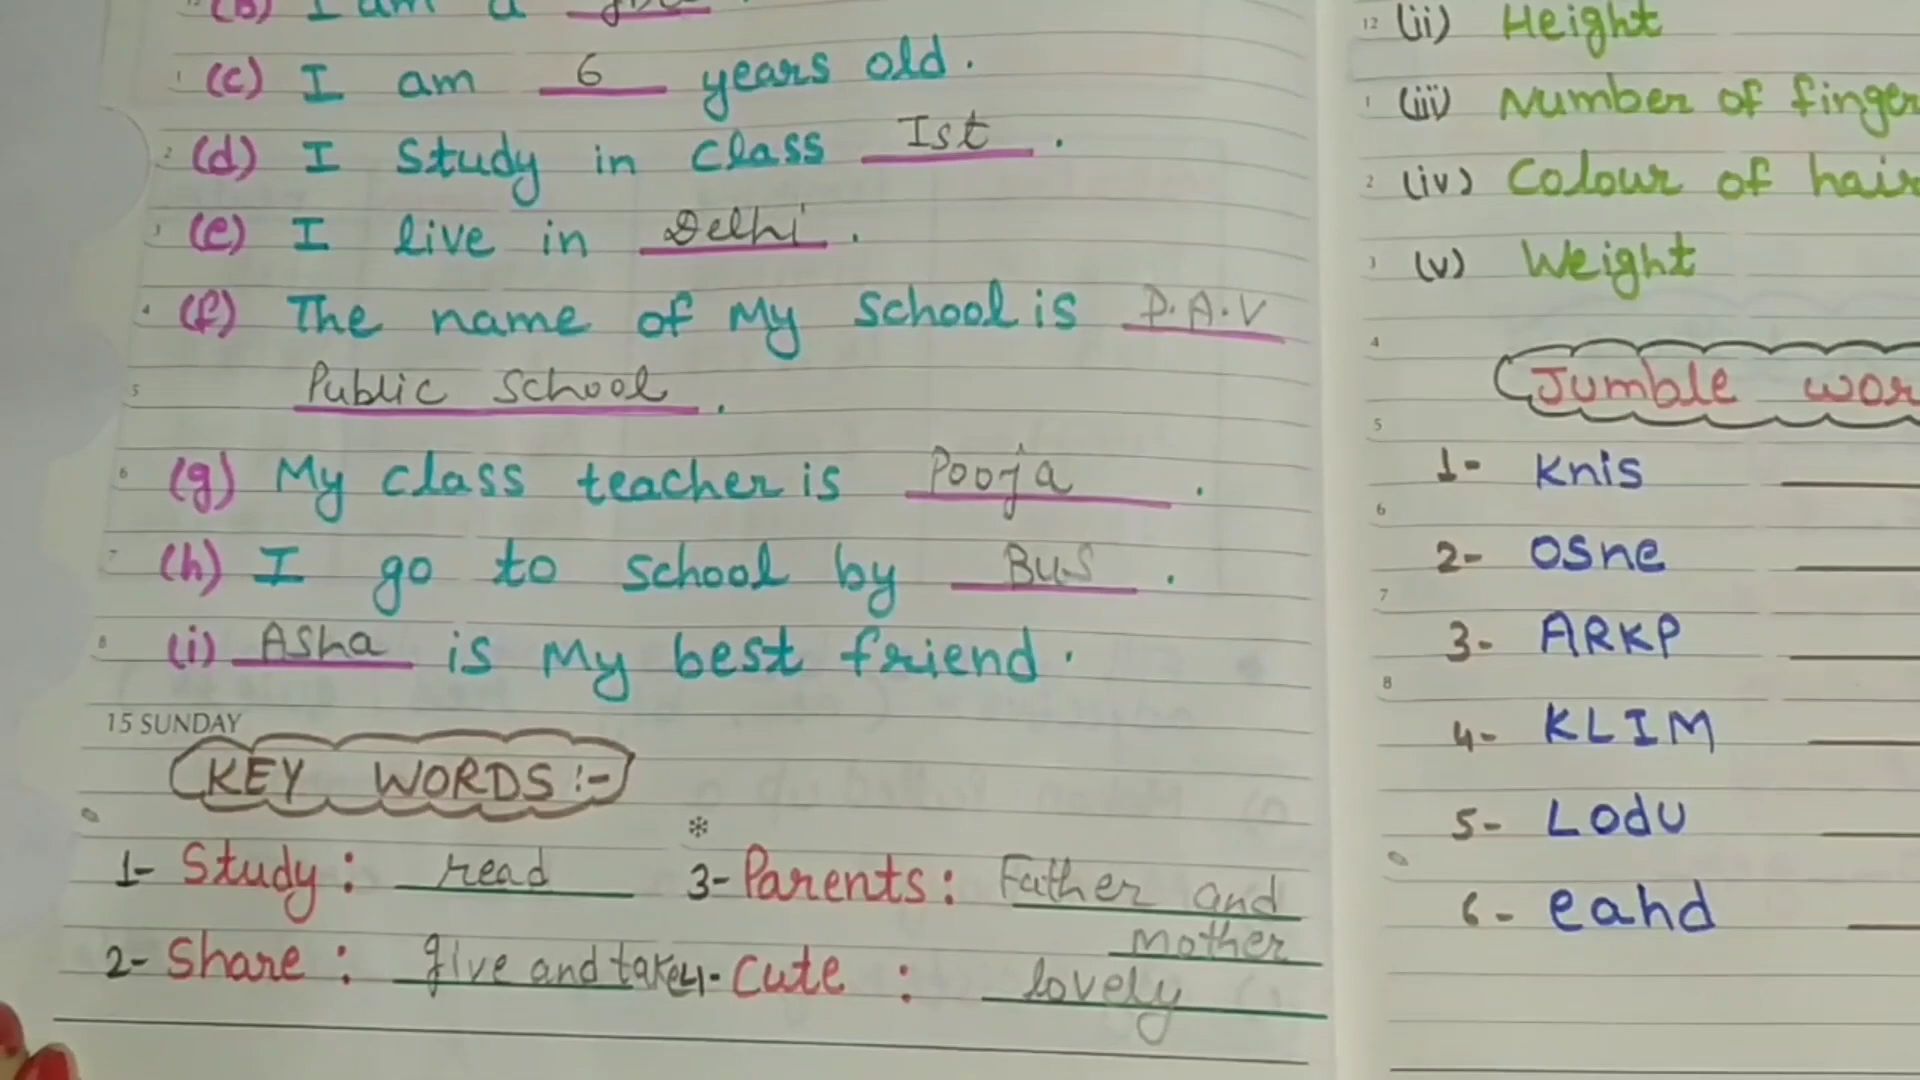 (b) I am a
(c) I am 6 years old.
(d) I study in class Ist.
(e) I live in Delhi.
(f) The name of My school is D.A.V
Public School.
(g) My class teacher is Pooja.
(h) I go to school by Bus.
(i) Asha is My best friend.
15 SUNDAY
KEY WORDS :-
1- Study : read
2- Share : give and take
3- Parents : Father and
mother
4- Cute : lovely
(ii) Height
(iii) Number of finger
(iv) Colour of hair
(v) Weight
Jumble wor
1- Knis
2- osne
3- ARKP
4- KLIM
5- Lodu
6- eahd